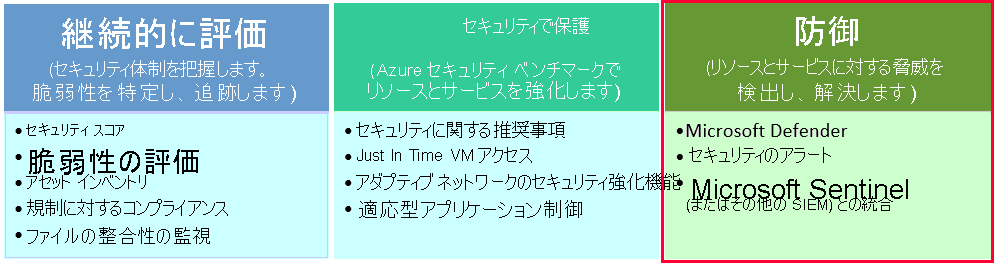 継続的に評価
(セキュリティ体制を把握します。
脆弱性を特定し、追跡します)
• セキュリティ スコア
• 脆弱性の評価
• アセット インベントリ
• 規制に対するコンプライアンス
• ファイルの整合性の監視
セキュリティで保護
(Azure セキュリティ ベンチマークで
リソースとサービスを強化します)
• セキュリティに関する推奨事項
• Just In Time VM アクセス
• アダプティブ ネットワークのセキュリティ強化機能
• 適応型アプリケーション制御
防御
(リソースとサービスに対する脅威を
検出し、解決します)
• Microsoft Defender
• セキュリティのアラート
• Microsoft Sentinel
(またはその他の SIEM) との統合